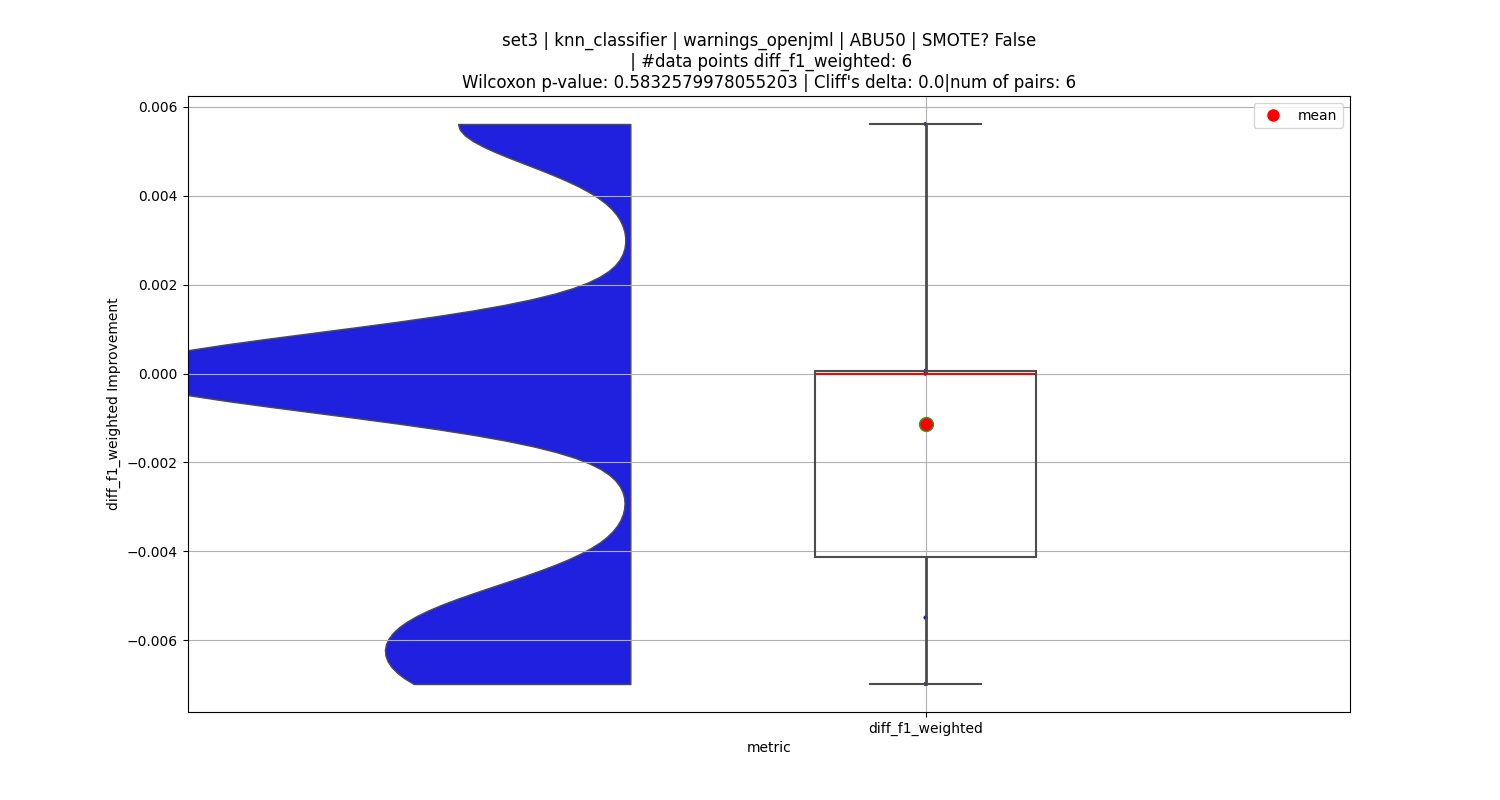 set3 | knn_classifier | warnings_openjml | ABU50 | SMOTE? False
| #data points diff_f1_weighted: 6
Wilcoxon p-value: 0.5832579978055203 | Cliff's delta: 0.0|num of pairs: 6
mean
0.006
0.004
0.002
0.000
−0.002
−0.004
−0.006
diff_f1_weighted Improvement
diff_f1_weighted
metric